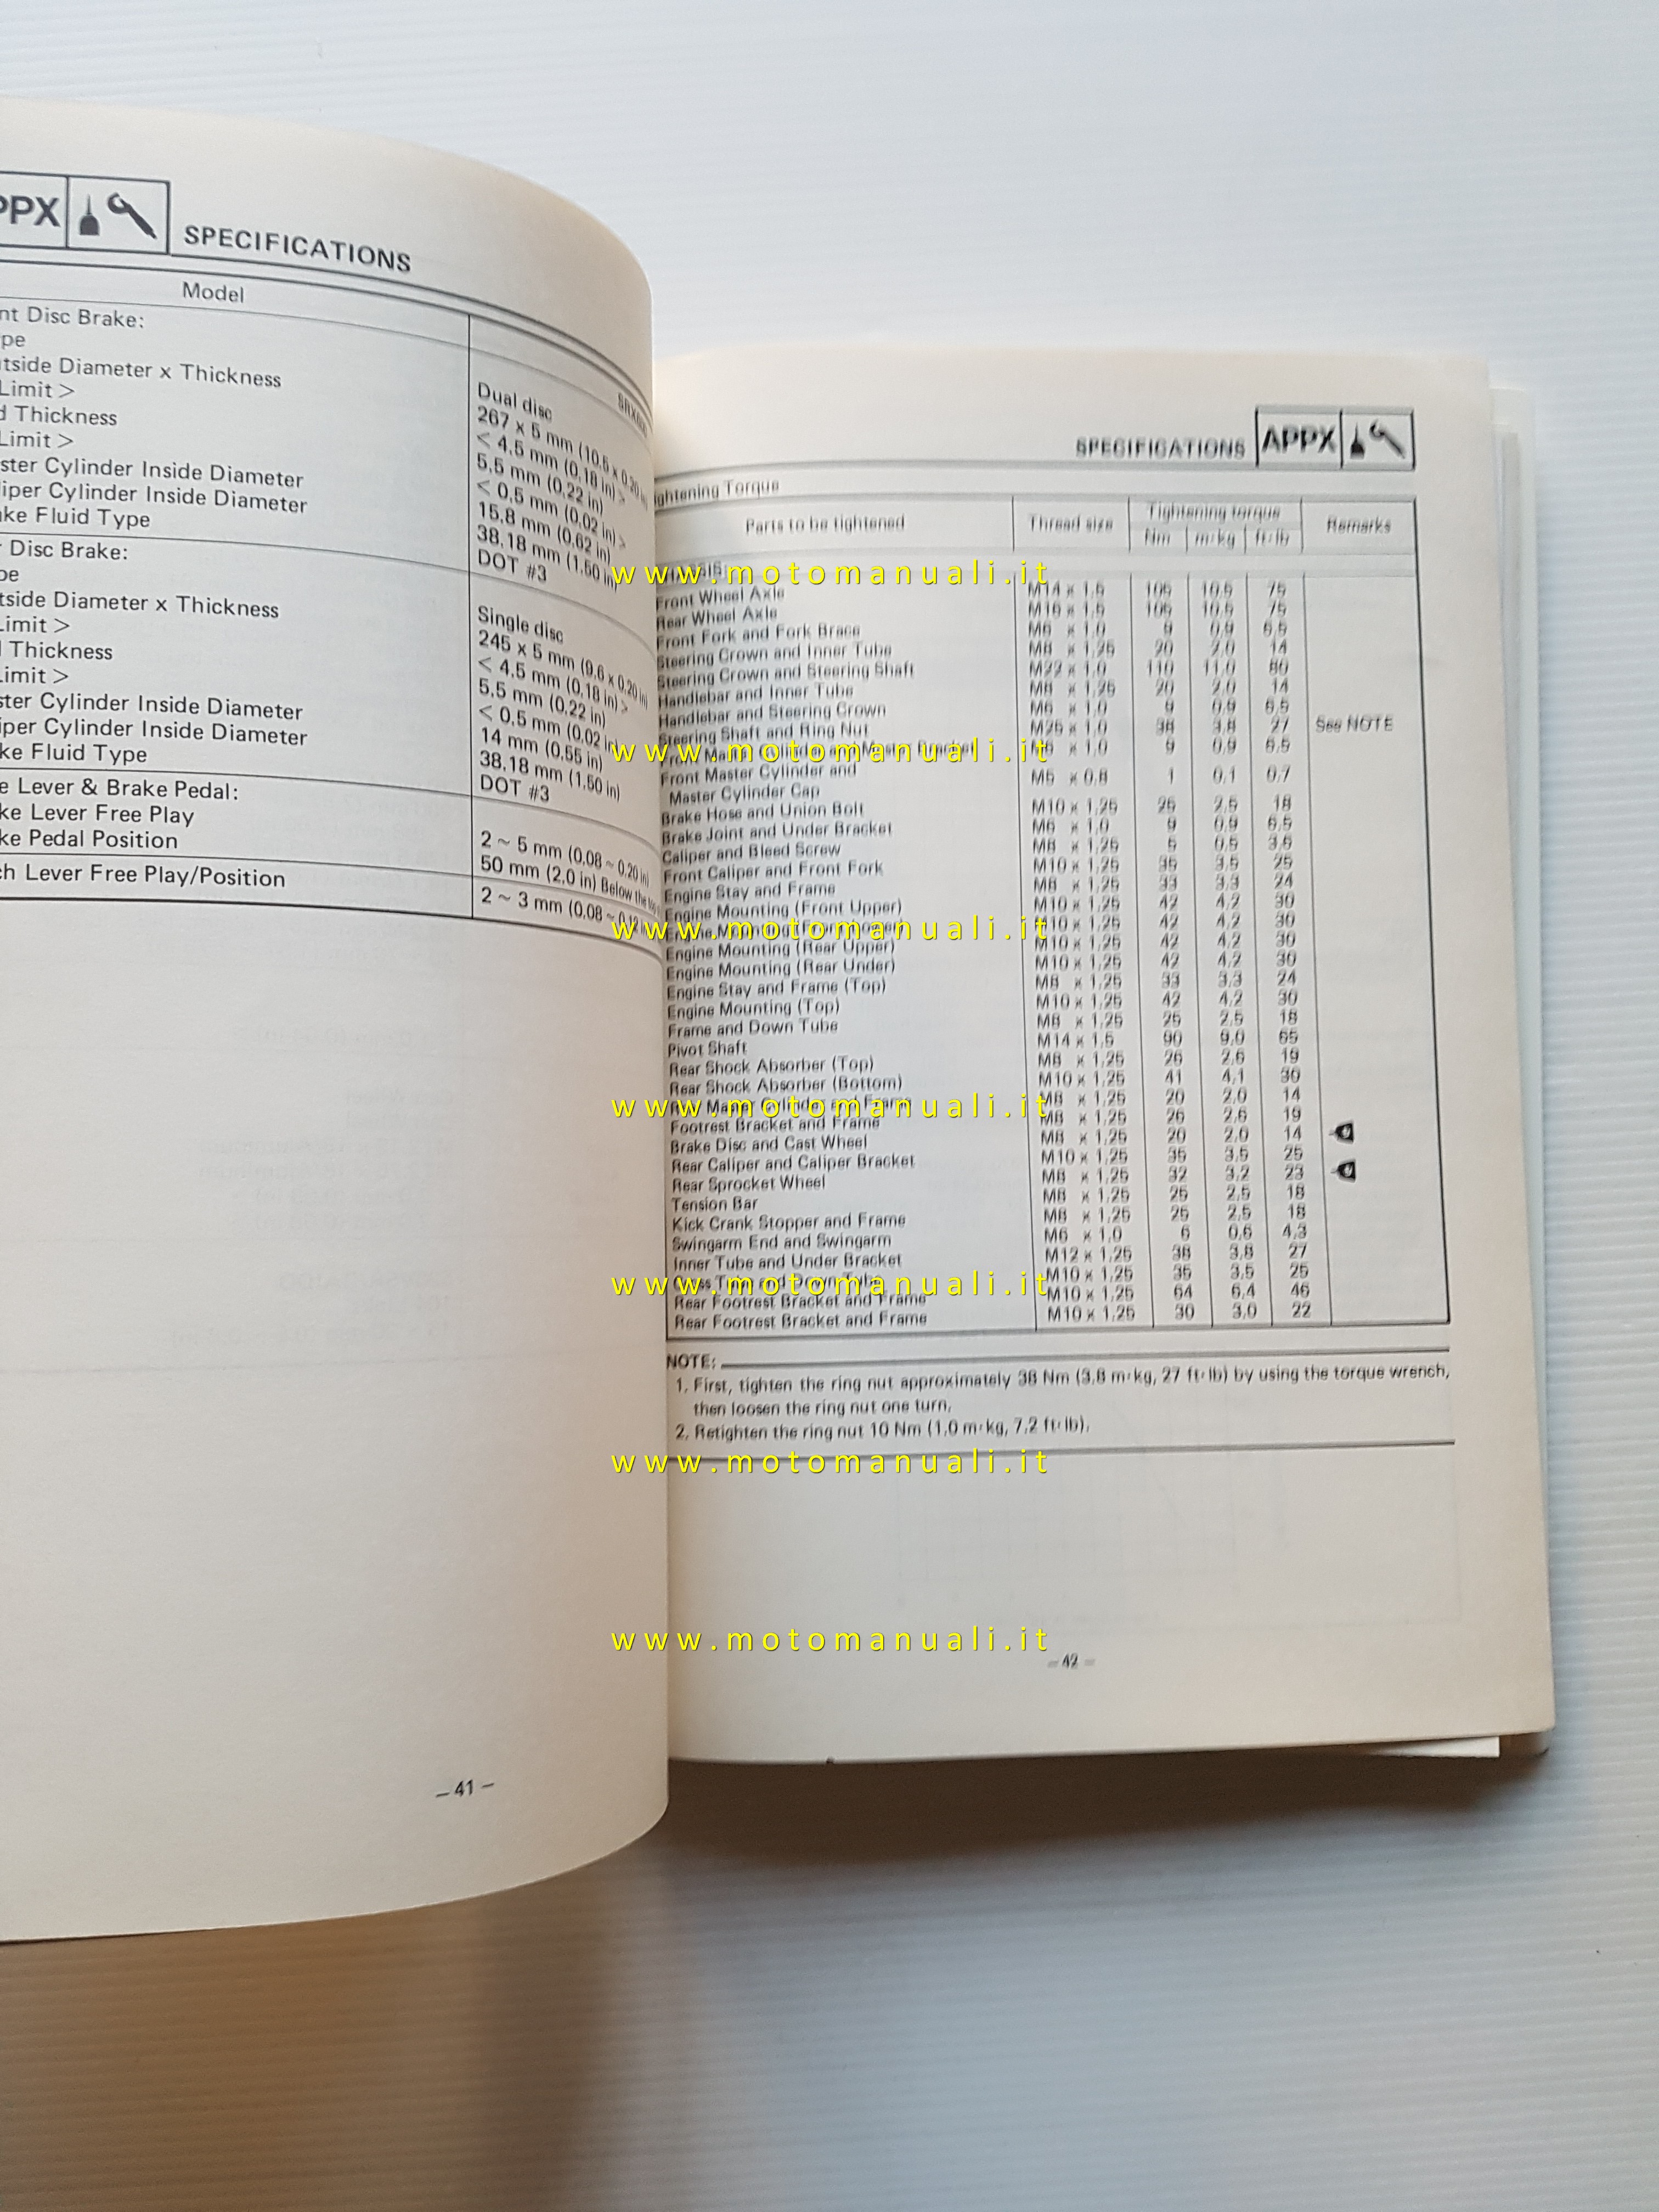 PPX
SPECIFICATIONS
Model
nt Disc Brake:
pe
tside Diameter x Thickness
Limit >
d Thickness
Limit >
ster Cylinder Inside Diameter
liper Cylinder Inside Diameter
ke Fluid Type
Dual disc
267 x 5 mm (10.5 x 0.20 in)
< 4.5 mm (0.18 in) >
5.5 mm (0.22 in)
< 0.5 mm (0.02 in) >
15.8 mm (0.62 in)
38.18 mm (1.50 in)
DOT #3
r Disc Brake:
pe
tside Diameter x Thickness
Limit >
l Thickness
Limit >
ster Cylinder Inside Diameter
iper Cylinder Inside Diameter
ke Fluid Type
Single disc
245 x 5 mm (9.6 x 0.20 in)
< 4.5 mm (0.18 in) >
5.5 mm (0.22 in)
< 0.5 mm (0.02 in)
14 mm (0.55 in)
38.18 mm (1.50 in)
DOT #3
e Lever & Brake Pedal:
ke Lever Free Play
ke Pedal Position
2 ~ 5 mm (0.08 ~ 0.20 in)
50 mm (2.0 in) Below the
ch Lever Free Play/Position
2 ~ 3 mm (0.08 ~ 0.12
– 41 –
SPECIFICATIONS APPX
ightening Torque
Parts to be tightened Thread size Tightening torque Remarks
Nm m·kg ft·lb
www.motomanuali.it
Front Wheel Axle M14 x 1.5 105 10.5 75
Rear Wheel Axle M16 x 1.5 105 10.5 75
Front Fork and Fork Brace M6 x 1.0 9 0.9 6.5
Steering Crown and Inner Tube M8 x 1.25 20 2.0 14
Steering Crown and Steering Shaft M22 x 1.0 110 11.0 80
Handlebar and Inner Tube M8 x 1.25 20 2.0 14
Handlebar and Steering Crown M6 x 1.0 9 0.9 6.5
Steering Shaft and Ring Nut M25 x 1.0 38 3.8 27 See NOTE
www.motomanuali.it M6 x 1.0 9 0.9 6.5
Front Master Cylinder and M5 x 0.8 1 0.1 0.7
Master Cylinder Cap
Brake Hose and Union Bolt M10 x 1.25 25 2.5 18
Brake Joint and Under Bracket M6 x 1.0 9 0.9 6.5
Caliper and Bleed Screw M8 x 1.25 5 0.5 3.6
Front Caliper and Front Fork M10 x 1.25 35 3.5 25
Engine Stay and Frame M8 x 1.25 33 3.3 24
Engine Mounting (Front Upper) M10 x 1.25 42 4.2 30
www.motomanuali.it M10 x 1.25 42 4.2 30
Engine Mounting (Rear Upper) M10 x 1.25 42 4.2 30
Engine Mounting (Rear Under) M10 x 1.25 42 4.2 30
Engine Stay and Frame (Top) M8 x 1.25 33 3.3 24
Engine Mounting (Top) M10 x 1.25 42 4.2 30
Frame and Down Tube M8 x 1.25 25 2.5 18
Pivot Shaft M14 x 1.5 90 9.0 65
Rear Shock Absorber (Top) M8 x 1.25 26 2.6 19
Rear Shock Absorber (Bottom) M10 x 1.25 41 4.1 30
www.motomanuali.it M8 x 1.25 20 2.0 14
Footrest Bracket and Frame M8 x 1.25 26 2.6 19
Brake Disc and Cast Wheel M8 x 1.25 20 2.0 14
Rear Caliper and Caliper Bracket M10 x 1.25 35 3.5 25
Rear Sprocket Wheel M8 x 1.25 32 3.2 23
Tension Bar M8 x 1.25 25 2.5 18
Kick Crank Stopper and Frame M8 x 1.25 25 2.5 18
Swingarm End and Swingarm M6 x 1.0 6 0.6 4.3
Inner Tube and Under Bracket M12 x 1.25 38 3.8 27
www.motomanuali.it M10 x 1.25 35 3.5 25
Rear Footrest Bracket and Frame M10 x 1.25 64 6.4 46
Rear Footrest Bracket and Frame M10 x 1.25 30 3.0 22
NOTE:
1. First, tighten the ring nut approximately 38 Nm (3.8 m·kg, 27 ft·lb) by using the torque wrench,
then loosen the ring nut one turn.
2. Retighten the ring nut 10 Nm (1.0 m·kg, 7.2 ft·lb).
www.motomanuali.it
www.motomanuali.it
– 42 –